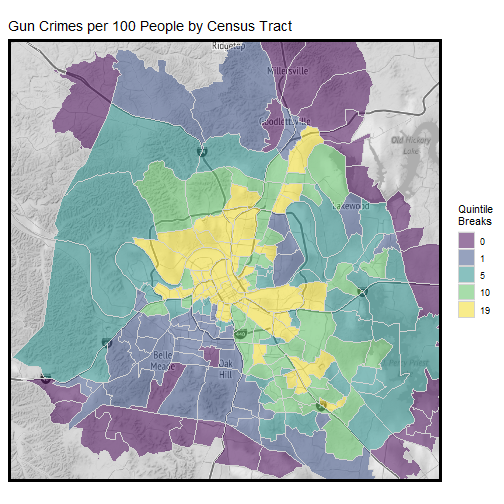 Gun Crimes per 100 People by Census Tract
Ridgetop
Millersville
Goodlettsville
Old Hickory
Lake
Lakewood
Belle
Meade
Oak
Hill
440
Quintile
Breaks
0
1
5
10
19